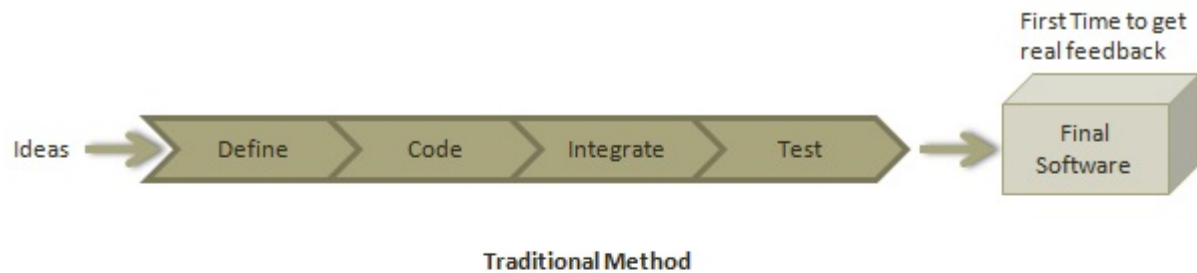 First Time to get
real feedback
Ideas
Define
Code
Integrate
Test
Final
Software
Traditional Method